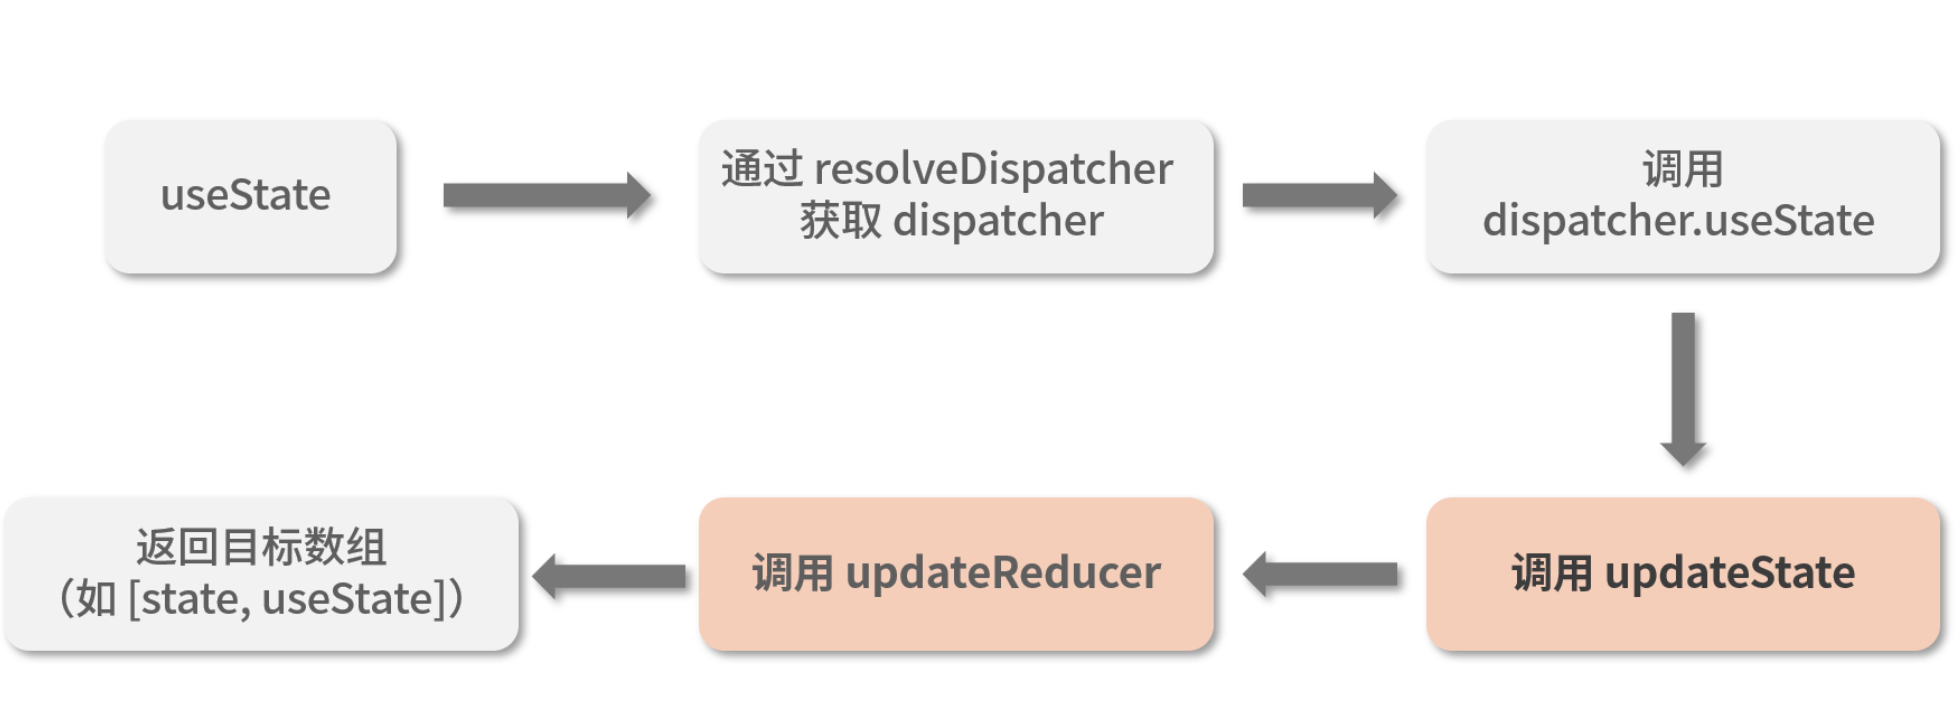 useState
通过 resolveDispatcher
获取 dispatcher
调用
dispatcher.useState
调用 updateState
调用 updateReducer
返回目标数组
（如 [state, useState]）